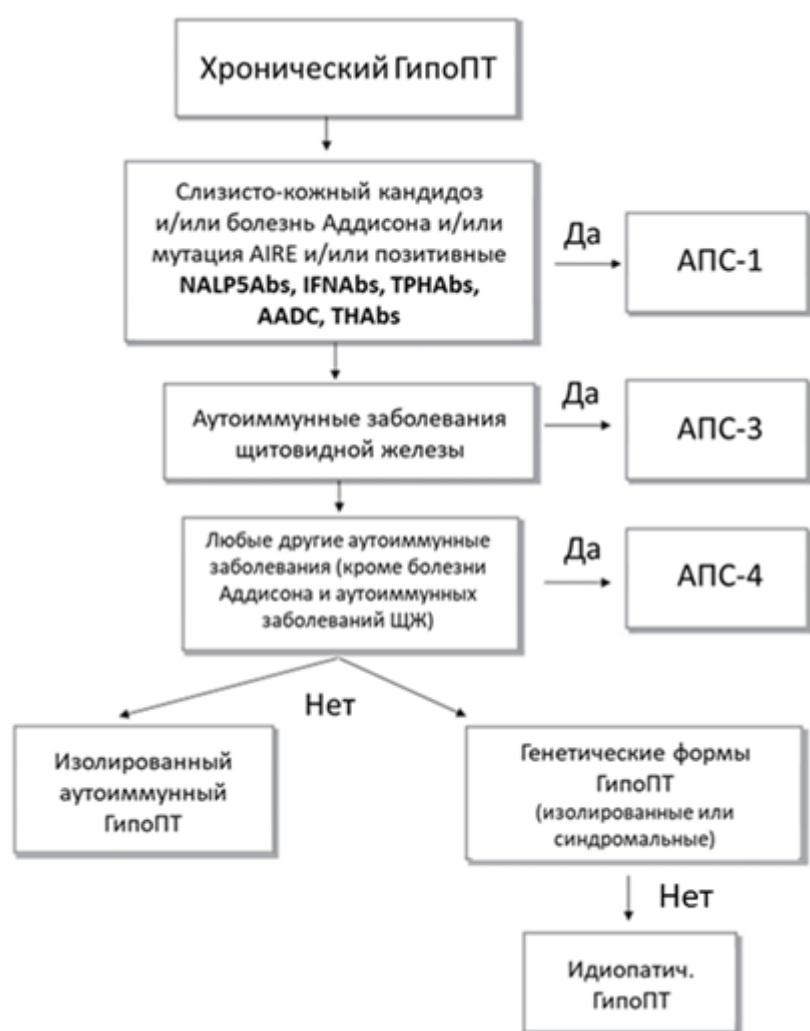 Хронический ГипоПТ
Слизисто-кожный кандидоз
и/или болезнь Аддисона и/или
мутация AIRE и/или позитивные
NALP5Abs, IFNAbs, TPHAbs,
AADC, THAbs
Да
АПС-1
Аутоиммунные заболевания
щитовидной железы
Да
АПС-3
Любые другие аутоиммунные
заболевания (кроме болезни
Аддисона и аутоиммунных
заболеваний ЩЖ)
Да
АПС-4
Нет
Изолированный
аутоиммунный
ГипоПТ
Генетические формы
ГипоПТ
(изолированные или
синдромальные)
Нет
Идиопатич.
ГипоПТ